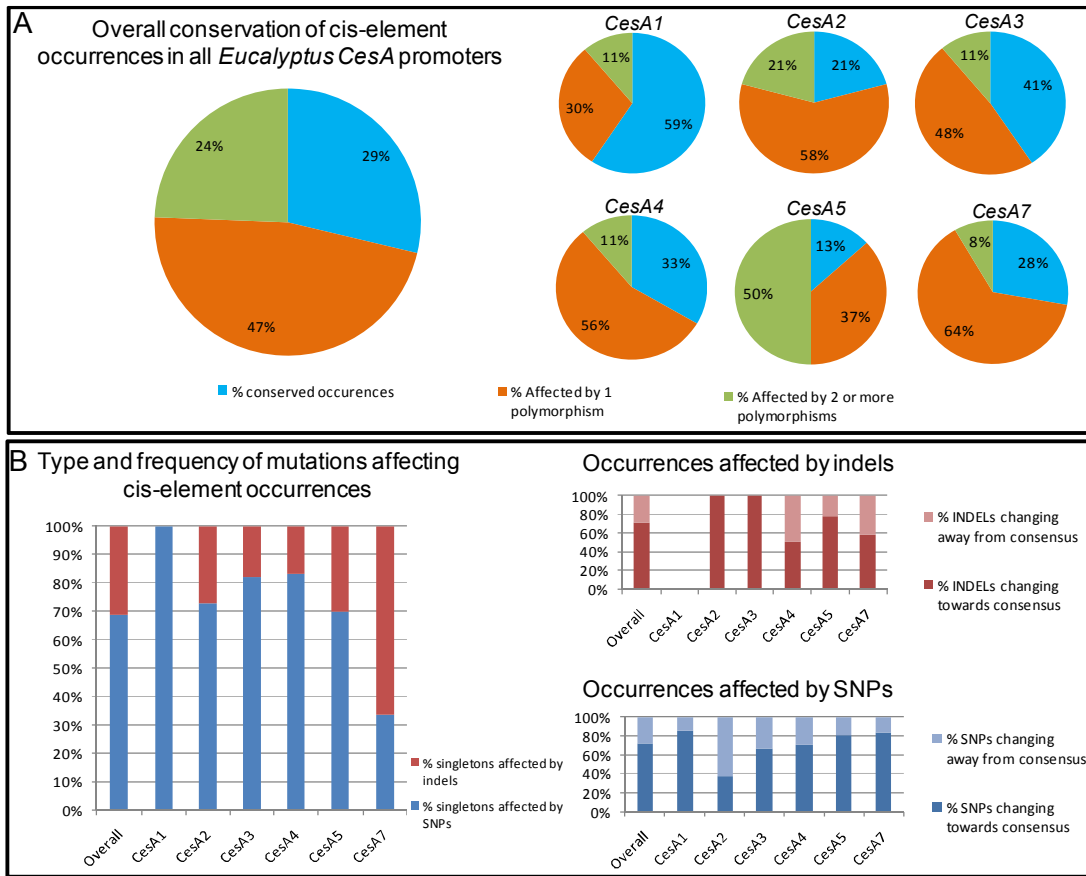 A
Overall conservation of cis-element
occurrences in all Eucalyptus CesA promoters
29%
47%
24%
CesA1
11%
30%
59%
CesA2
21%
21%
58%
CesA3
11%
41%
48%
CesA4
11%
33%
56%
CesA5
13%
50%
37%
CesA7
8%
28%
64%
% conserved occurences
% Affected by 1
polymorphism
% Affected by 2 or more
polymorphisms
B
Type and frequency of mutations affecting
cis-element occurrences
100%
90%
80%
70%
60%
50%
40%
30%
20%
10%
0%
Overall
CesA1
CesA2
CesA3
CesA4
CesA5
CesA7
% singletons affected by
indels
% singletons affected by
SNPs
Occurrences affected by indels
100%
80%
60%
40%
20%
0%
Overall
CesA1
CesA2
CesA3
CesA4
CesA5
CesA7
% INDELs changing
away from consensus
% INDELs changing
towards consensus
Occurrences affected by SNPs
100%
80%
60%
40%
20%
0%
Overall
CesA1
CesA2
CesA3
CesA4
CesA5
CesA7
% SNPs changing
away from consensus
% SNPs changing
towards consensus